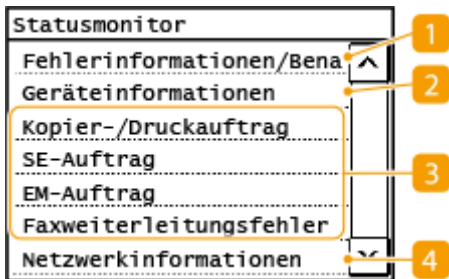 Statusmonitor
Fehlerinformationen/Bena 1
Geräteinformationen 2
Kopier-/Druckauftrag
SE-Auftrag
3
EM-Auftrag
Faxweiterleitungsfehler
Netzwerkinformationen 4